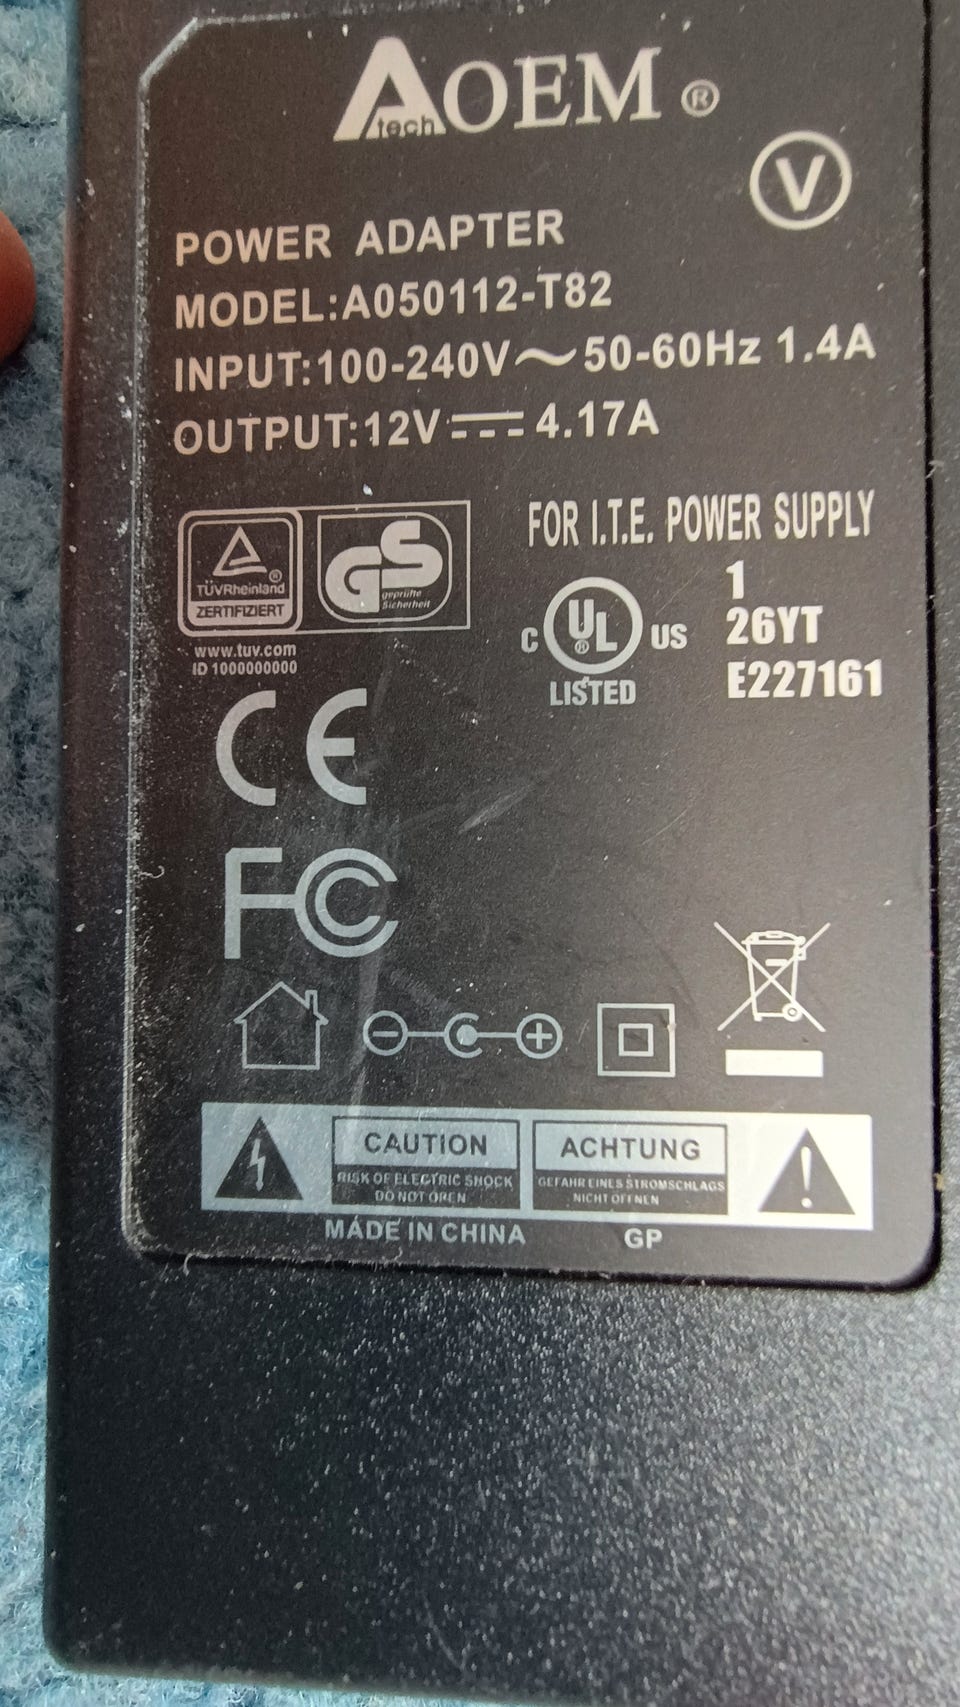 Atech OEM ®
V
POWER ADAPTER
MODEL:A050112-T82
INPUT:100-240V～50-60Hz 1.4A
OUTPUT:12V⎓4.17A
FOR I.T.E. POWER SUPPLY
TÜVRheinland ®
ZERTIFIZIERT
GS
geprüfte
Sicherheit
www.tuv.com
ID 1000000000
C UL ® US
LISTED
1
26YT
E227161
CE
FC
CAUTION
RISK OF ELECTRIC SHOCK
DO NOT OPEN
ACHTUNG
GEFAHR EINES STROMSCHLAGS
NICHT OFFNEN
MADE IN CHINA
GP